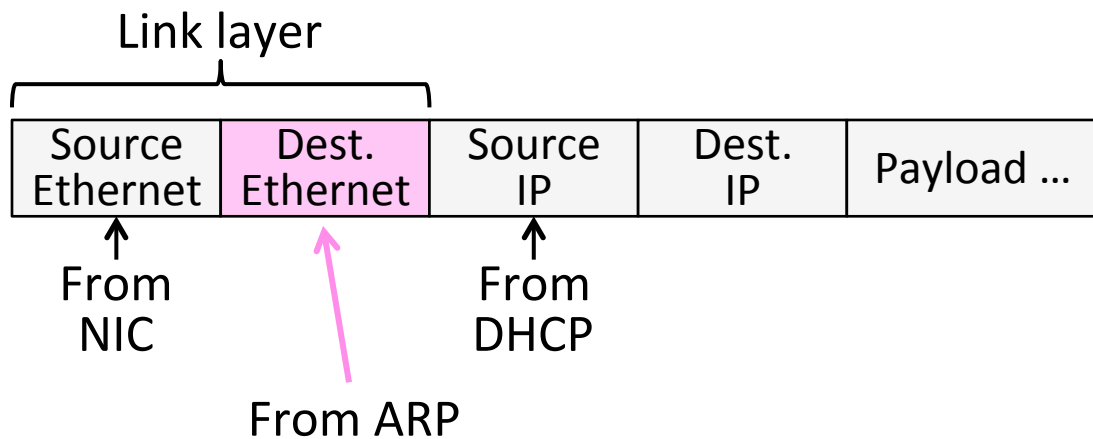 Link layer
Source
Ethernet
Dest.
Ethernet
Source
IP
Dest.
IP
Payload ...
From
NIC
From
DHCP
From ARP